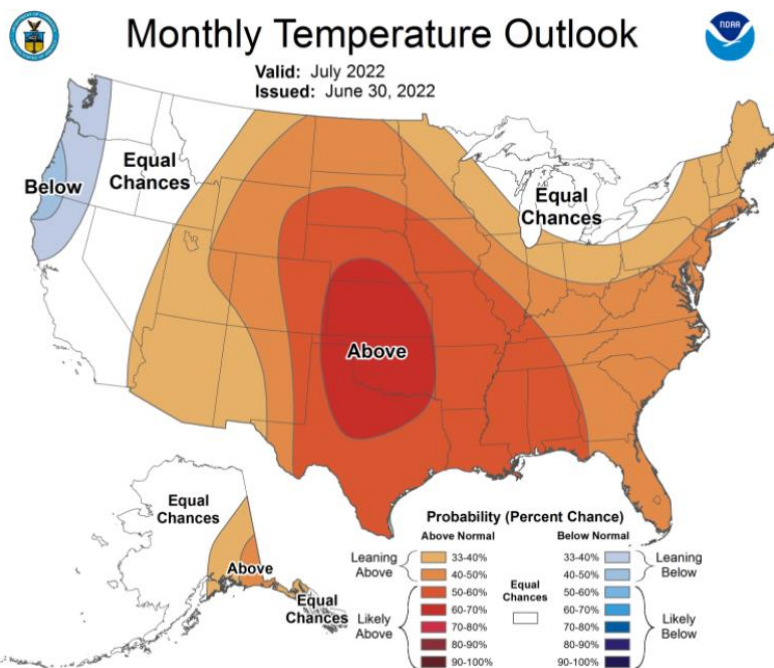 Monthly Temperature Outlook
NOAA
Valid: July 2022
Issued: June 30, 2022
Below
Equal
Chances
Equal
Chances
Above
Equal
Chances
Above
Equal
Chances
Probability (Percent Chance)
Above Normal
Below Normal
Leaning
Above
33-40%
40-50%
Likely
Above
50-60%
60-70%
70-80%
80-90%
90-100%
Equal
Chances
33-40%
40-50%
Leaning
Below
50-60%
60-70%
70-80%
80-90%
90-100%
Likely
Below